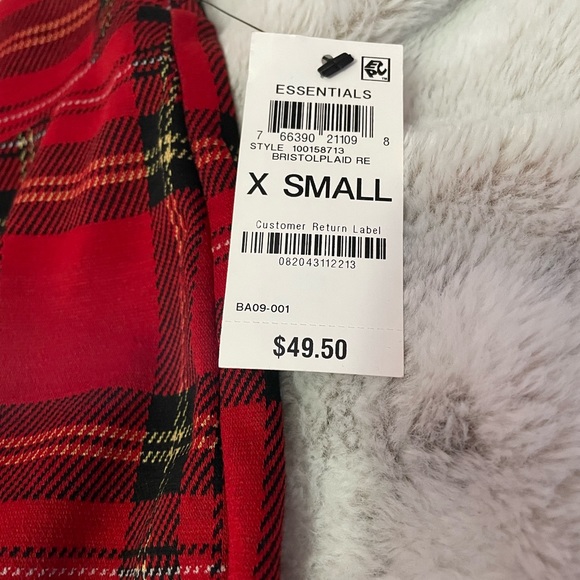 ESSENTIALS
7 66390 21109 8
STYLE 100158713
BRISTOLPLAID RE
X SMALL
Customer Return Label
082043112213
BA09-001
$49.50